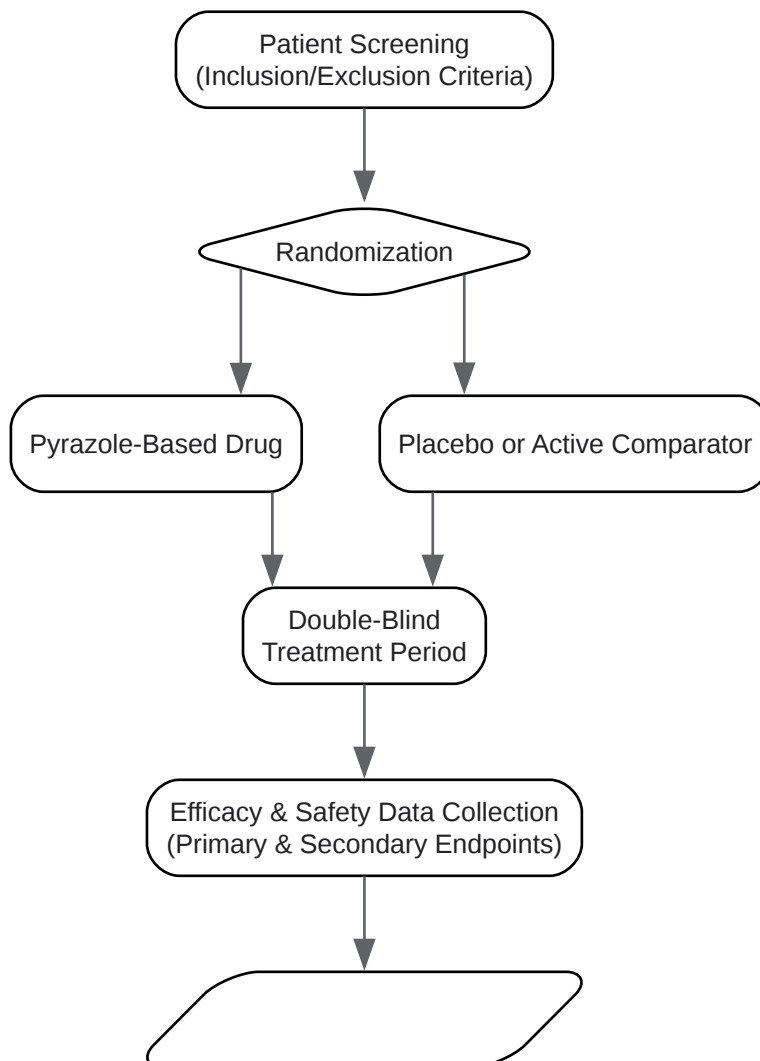 Patient Screening
(Inclusion/Exclusion Criteria)
Randomization
Pyrazole-Based Drug
Placebo or Active Comparator
Double-Blind
Treatment Period
Efficacy & Safety Data Collection
(Primary & Secondary Endpoints)